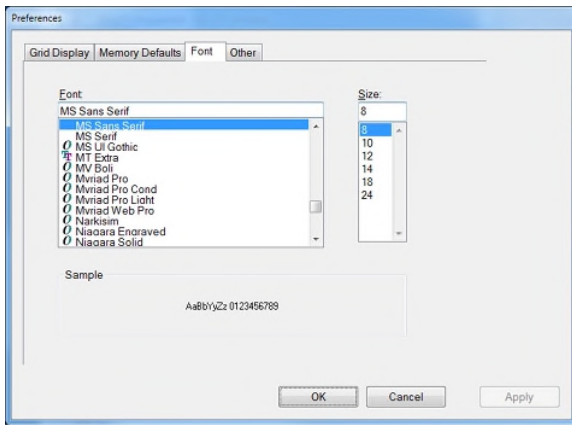 Preferences
Grid Display Memory Defaults Font Other
Font:
Size:
MS Sans Serif
8
MS Sans Serif
MS Serif
MS UI Gothic
MT Extra
MV Boli
Myriad Pro
Myriad Pro Cond
Myriad Pro Light
Myriad Web Pro
Narkisim
Niagara Engraved
Niagara Solid
8
10
12
14
18
24
Sample
AaBbYyZz 0123456789
OK Cancel Apply